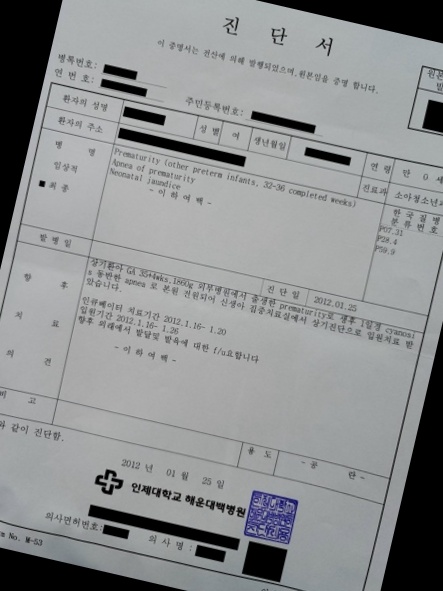 진 단 서
이 증명서는 전산에 의해 발행되었으며, 원본임을 증명 합니다.
원본
병록번호:
연 번 호:
주민등록번호:
환자의 성명
성 별 여 생년월일 연 령 만 0 세
환자의 주소
진료과 소아청소년과
병 명
임상적
■ 최 종
Prematurity (other preterm infants, 32-36 completed weeks)
Apnea of prematurity
Neonatal jaundice
- 이 하 여 백 -
한 국 질 병
분 류 번 호
P07.31
P28.4
P59.9
발 병 일
진 단 일 2012.01.25
향 후 치 료 의 견
상기환아 GA 35+4wks, 1860g 외부병원에서 출생한 prematurity로 생후 1일경 cyanosi
s 동반한 apnea 로 본원 전원되어 신생아 집중치료실에서 상기진단으로 입원치료 받
았습니다.
인큐베이터 치료기간 2012.1.16- 1.20
입원기간 2012.1.16- 1.26
향후 외래에서 발달및 발육에 대한 f/u요합니다
- 이 하 여 백 -
비 고
용 도 - 공 란 -
와 같이 진단함.
2012 년 01 월 25 일
인제대학교 해운대백병원
의사면허번호:
의 사 명 :
No. M-53